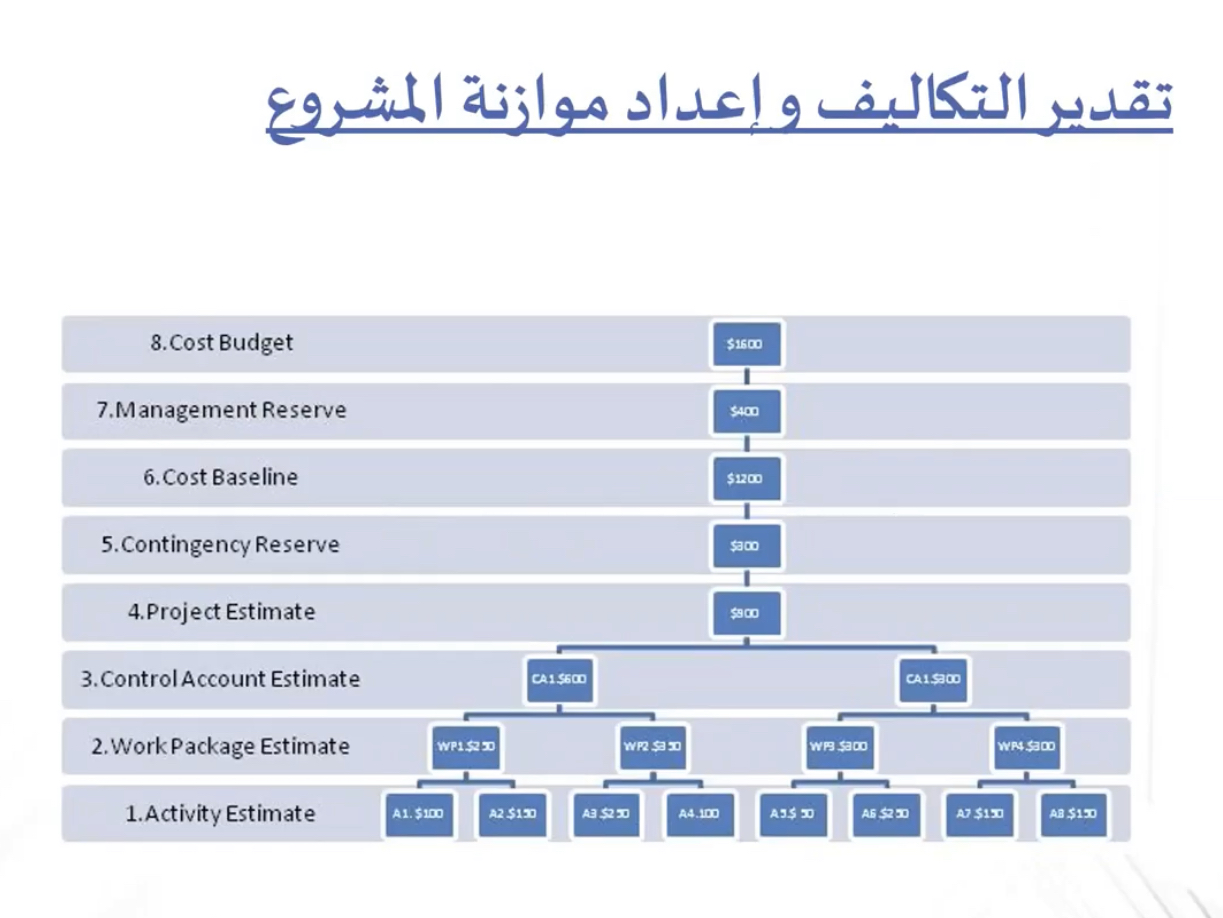 تقدير التكاليف و إعداد موازنة المشروع
8.Cost Budget
$1600
7.Management Reserve
$400
6.Cost Baseline
$1200
5.Contingency Reserve
$300
4.Project Estimate
$900
3.Control Account Estimate
CA1.$600
CA1.$300
2.Work Package Estimate
WP1.$250
WP2.$350
WP3.$300
WP4.$300
1.Activity Estimate
A1. $100
A2.$150
A3.$250
A4.100
A5.$ 50
A6.$250
A7.$150
A8.$150